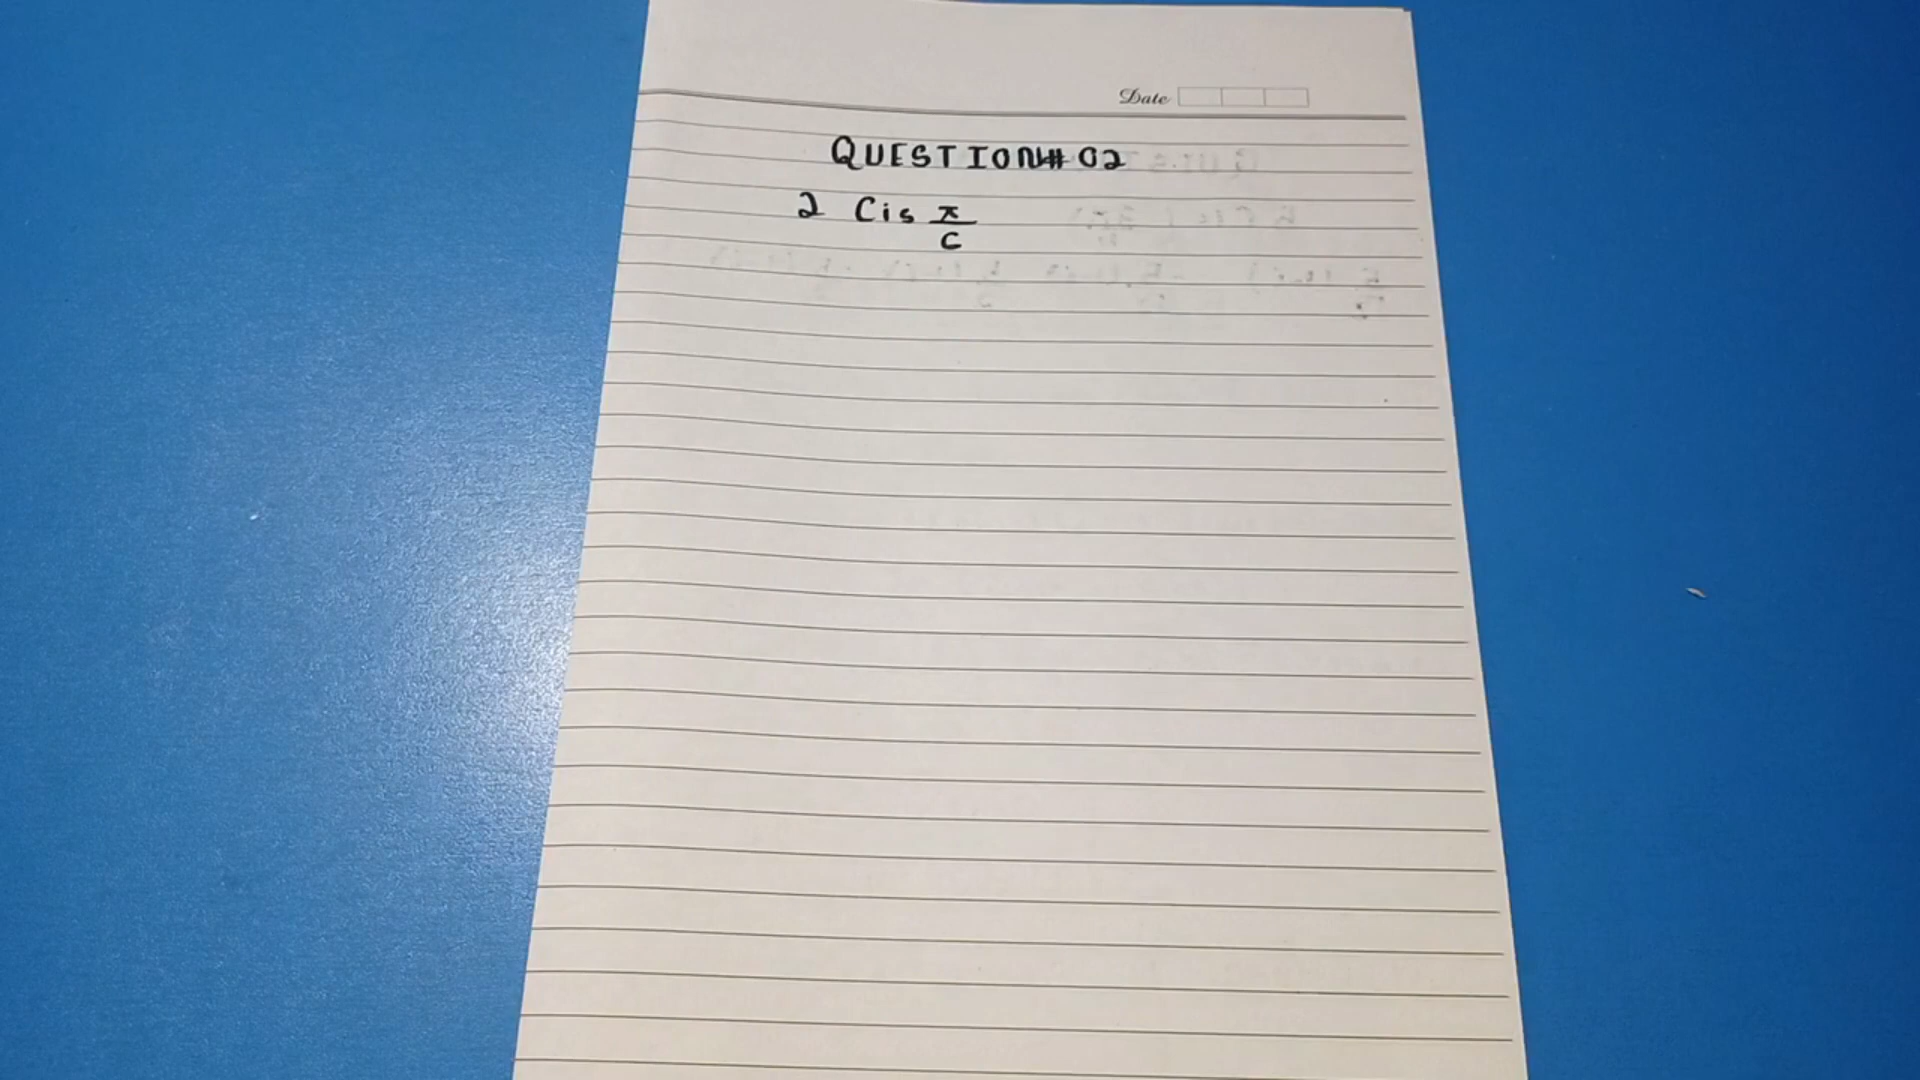 Date
QUESTION# 02
2 Cis π/c